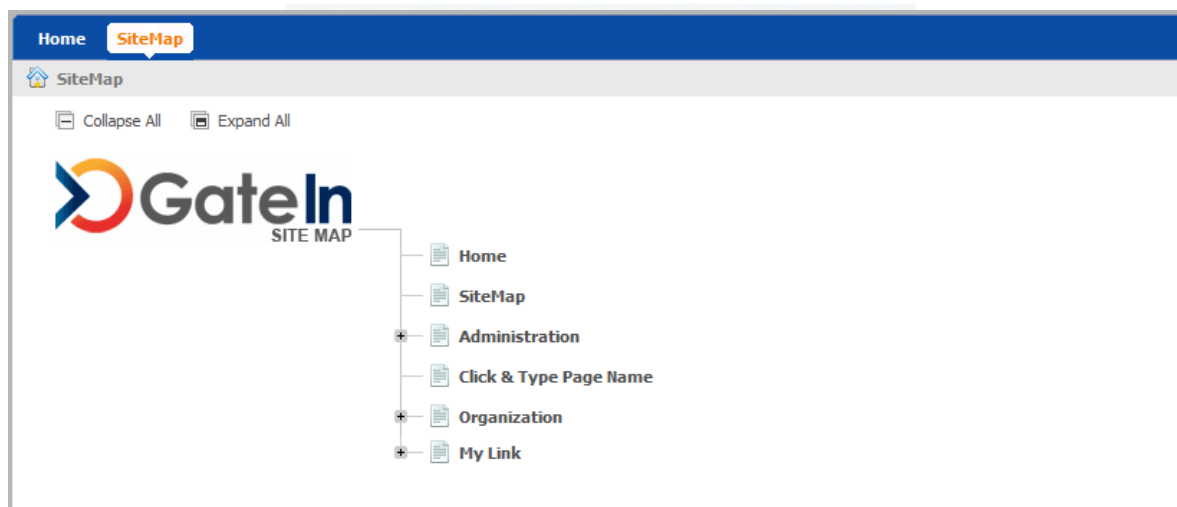 Home SiteMap
SiteMap
Collapse All Expand All
GateIn
SITE MAP
Home
SiteMap
Administration
Click & Type Page Name
Organization
My Link